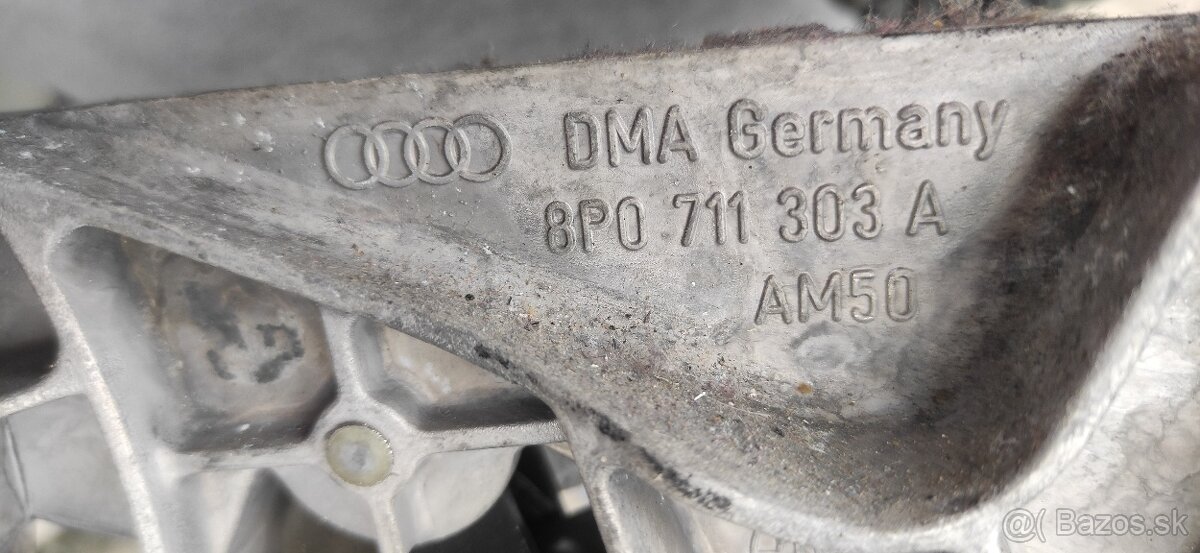 DMA Germany
8P0 711 303 A
AM50
@( Bazos.sk